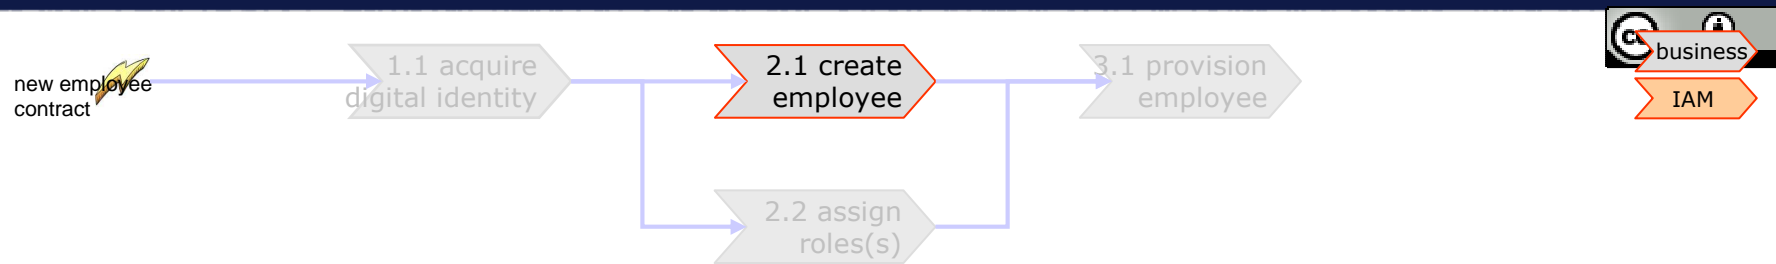 new employee
contract
1.1 acquire
digital identity
2.1 create
employee
3.1 provision
employee
2.2 assign
roles(s)
business
IAM